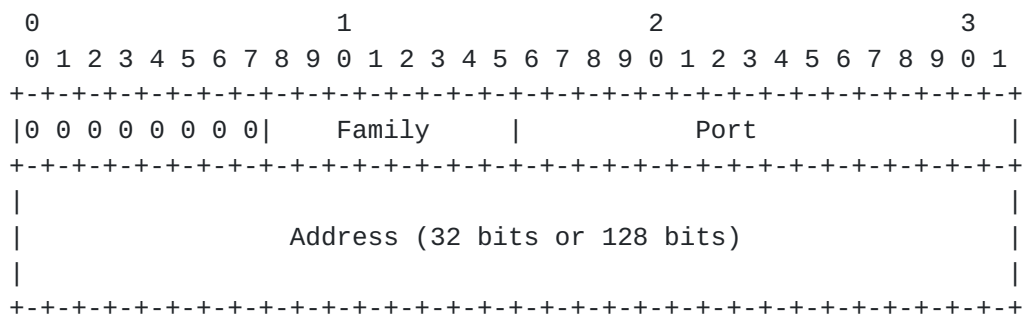 0                   1                   2                   3
 0 1 2 3 4 5 6 7 8 9 0 1 2 3 4 5 6 7 8 9 0 1 2 3 4 5 6 7 8 9 0 1
+-+-+-+-+-+-+-+-+-+-+-+-+-+-+-+-+-+-+-+-+-+-+-+-+-+-+-+-+-+-+-+-+
|0 0 0 0 0 0 0 0|    Family     |           Port                |
+-+-+-+-+-+-+-+-+-+-+-+-+-+-+-+-+-+-+-+-+-+-+-+-+-+-+-+-+-+-+-+-+
|                                                               |
|                 Address (32 bits or 128 bits)                 |
|                                                               |
+-+-+-+-+-+-+-+-+-+-+-+-+-+-+-+-+-+-+-+-+-+-+-+-+-+-+-+-+-+-+-+-+